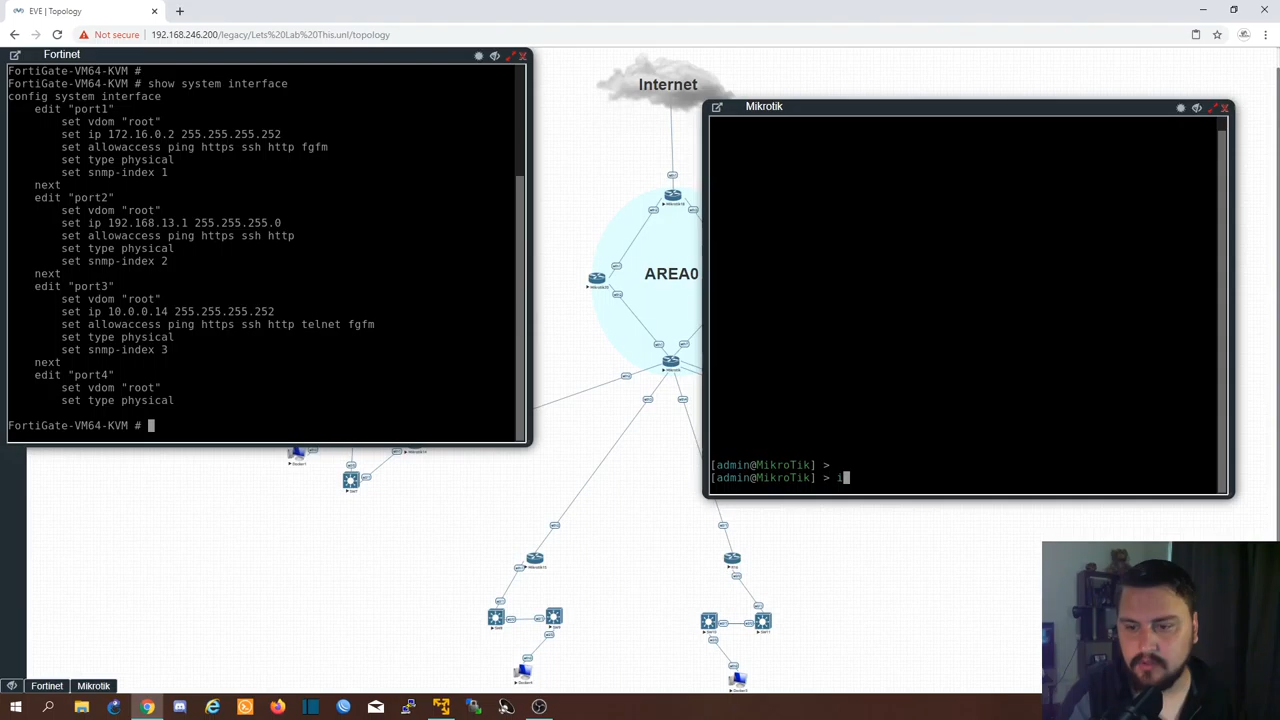 EVE | Topology
Not secure
192.168.246.200/legacy/Lets%20Lab%20This.unl/topology
Fortinet
FortiGate-VM64-KVM #
FortiGate-VM64-KVM # show system interface
config system interface
edit "port1"
set vdom "root"
set ip 172.16.0.2 255.255.255.252
set allowaccess ping https ssh http fgfm
set type physical
set snmp-index 1
next
edit "port2"
set vdom "root"
set ip 192.168.13.1 255.255.255.0
set allowaccess ping https ssh http
set type physical
set snmp-index 2
next
edit "port3"
set vdom "root"
set ip 10.0.0.14 255.255.255.252
set allowaccess ping https ssh http telnet fgfm
set type physical
set snmp-index 3
next
edit "port4"
set vdom "root"
set type physical
FortiGate-VM64-KVM #
Internet
AREA0
Mikrotik
[admin@MikroTik] >
[admin@MikroTik] > i
Fortinet
Mikrotik